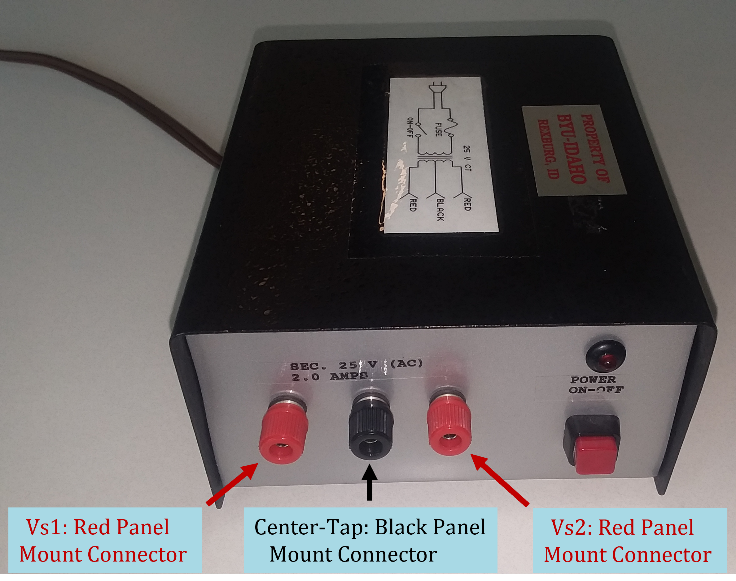 ON-OFF
FUSE
25 V CT
RED
BLACK
RED
PROPERTY OF
BYU-IDAHO
REXBURG, ID
SEC. 25 V (AC)
2.0 AMPS
POWER
ON-OFF
Vs1: Red Panel
Mount Connector
Center-Tap: Black Panel
Mount Connector
Vs2: Red Panel
Mount Connector